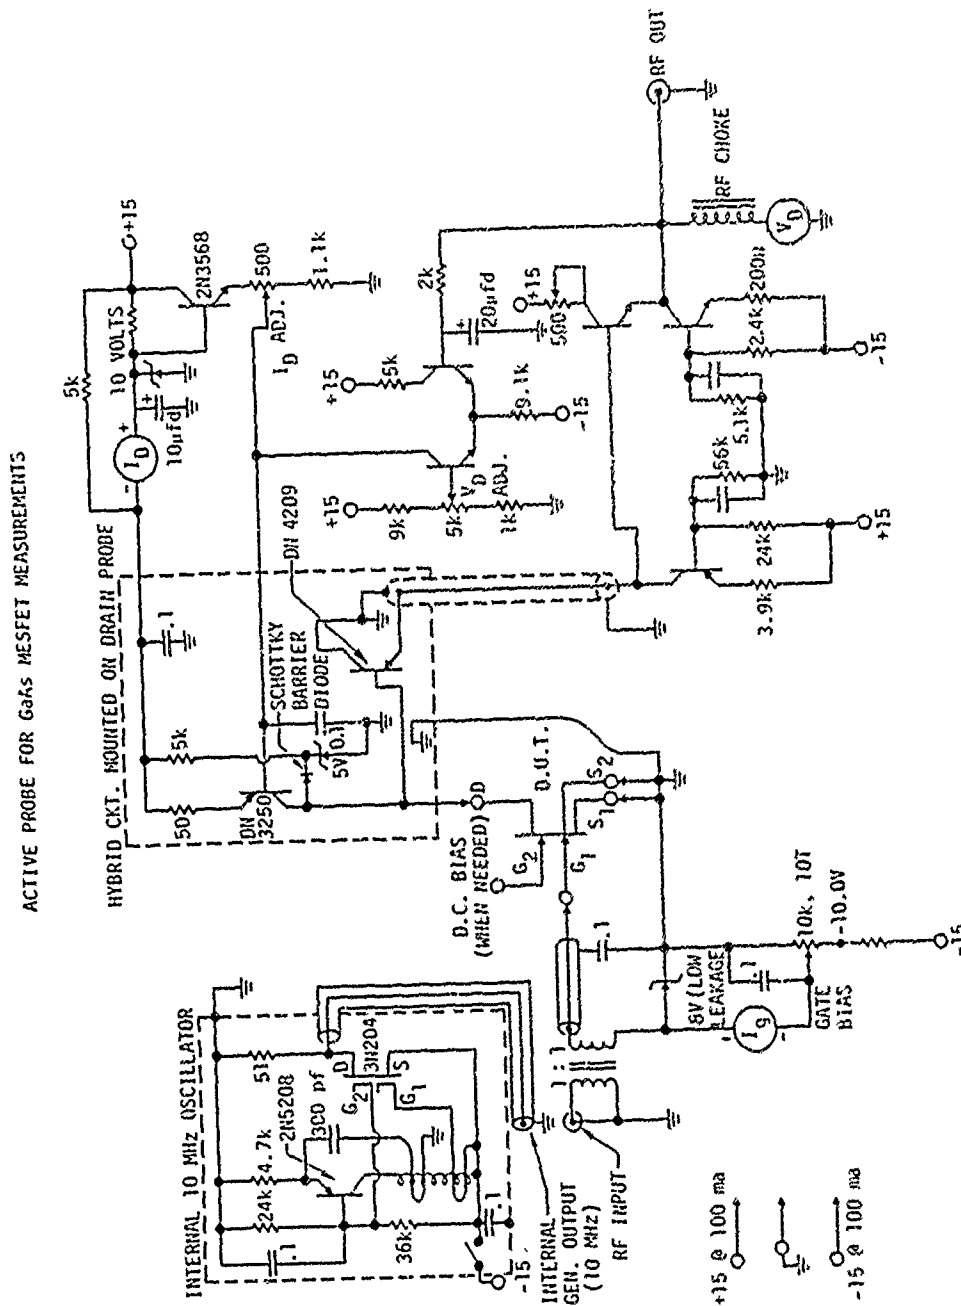 ACTIVE PROBE FOR GaAs MESFET MEASUREMENTS
HYBRID CKT. MOUNTED ON DRAIN PROBE
5k
+15
10 VOLTS
2N3568
500
1.1k
I_D ADJ.
I_D
-
+
10µfd
.1
5k
50
DN 3250
SCHOTTKY BARRIER DIODE
5V
0.1
DN 4209
+15
9k
5k
1k
V_D ADJ.
+15
5k
9.1k
-15
2k
+
20µfd
+15
500
RF OUT
RF CHOKE
V_D
200Ω
2.4k
-15
5.1k
56k
24k
3.9k
+15
D
D.U.T.
S_1
S_2
G_2
G_1
D.C. BIAS
(WHEN NEEDED)
INTERNAL 10 MHz OSCILLATOR
.1
24k
4.7k
2N5208
300 pf
51
D
3N204
S
G_2
G_1
36k
.1
-15
INTERNAL
GEN. OUTPUT
(10 MHz)
RF INPUT
1:1
.1
8V (LOW LEAKAGE)
.1
I_g
-
GATE BIAS
10k, 10T
-10.0V
-15
+15 @ 100 ma
-15 @ 100 ma